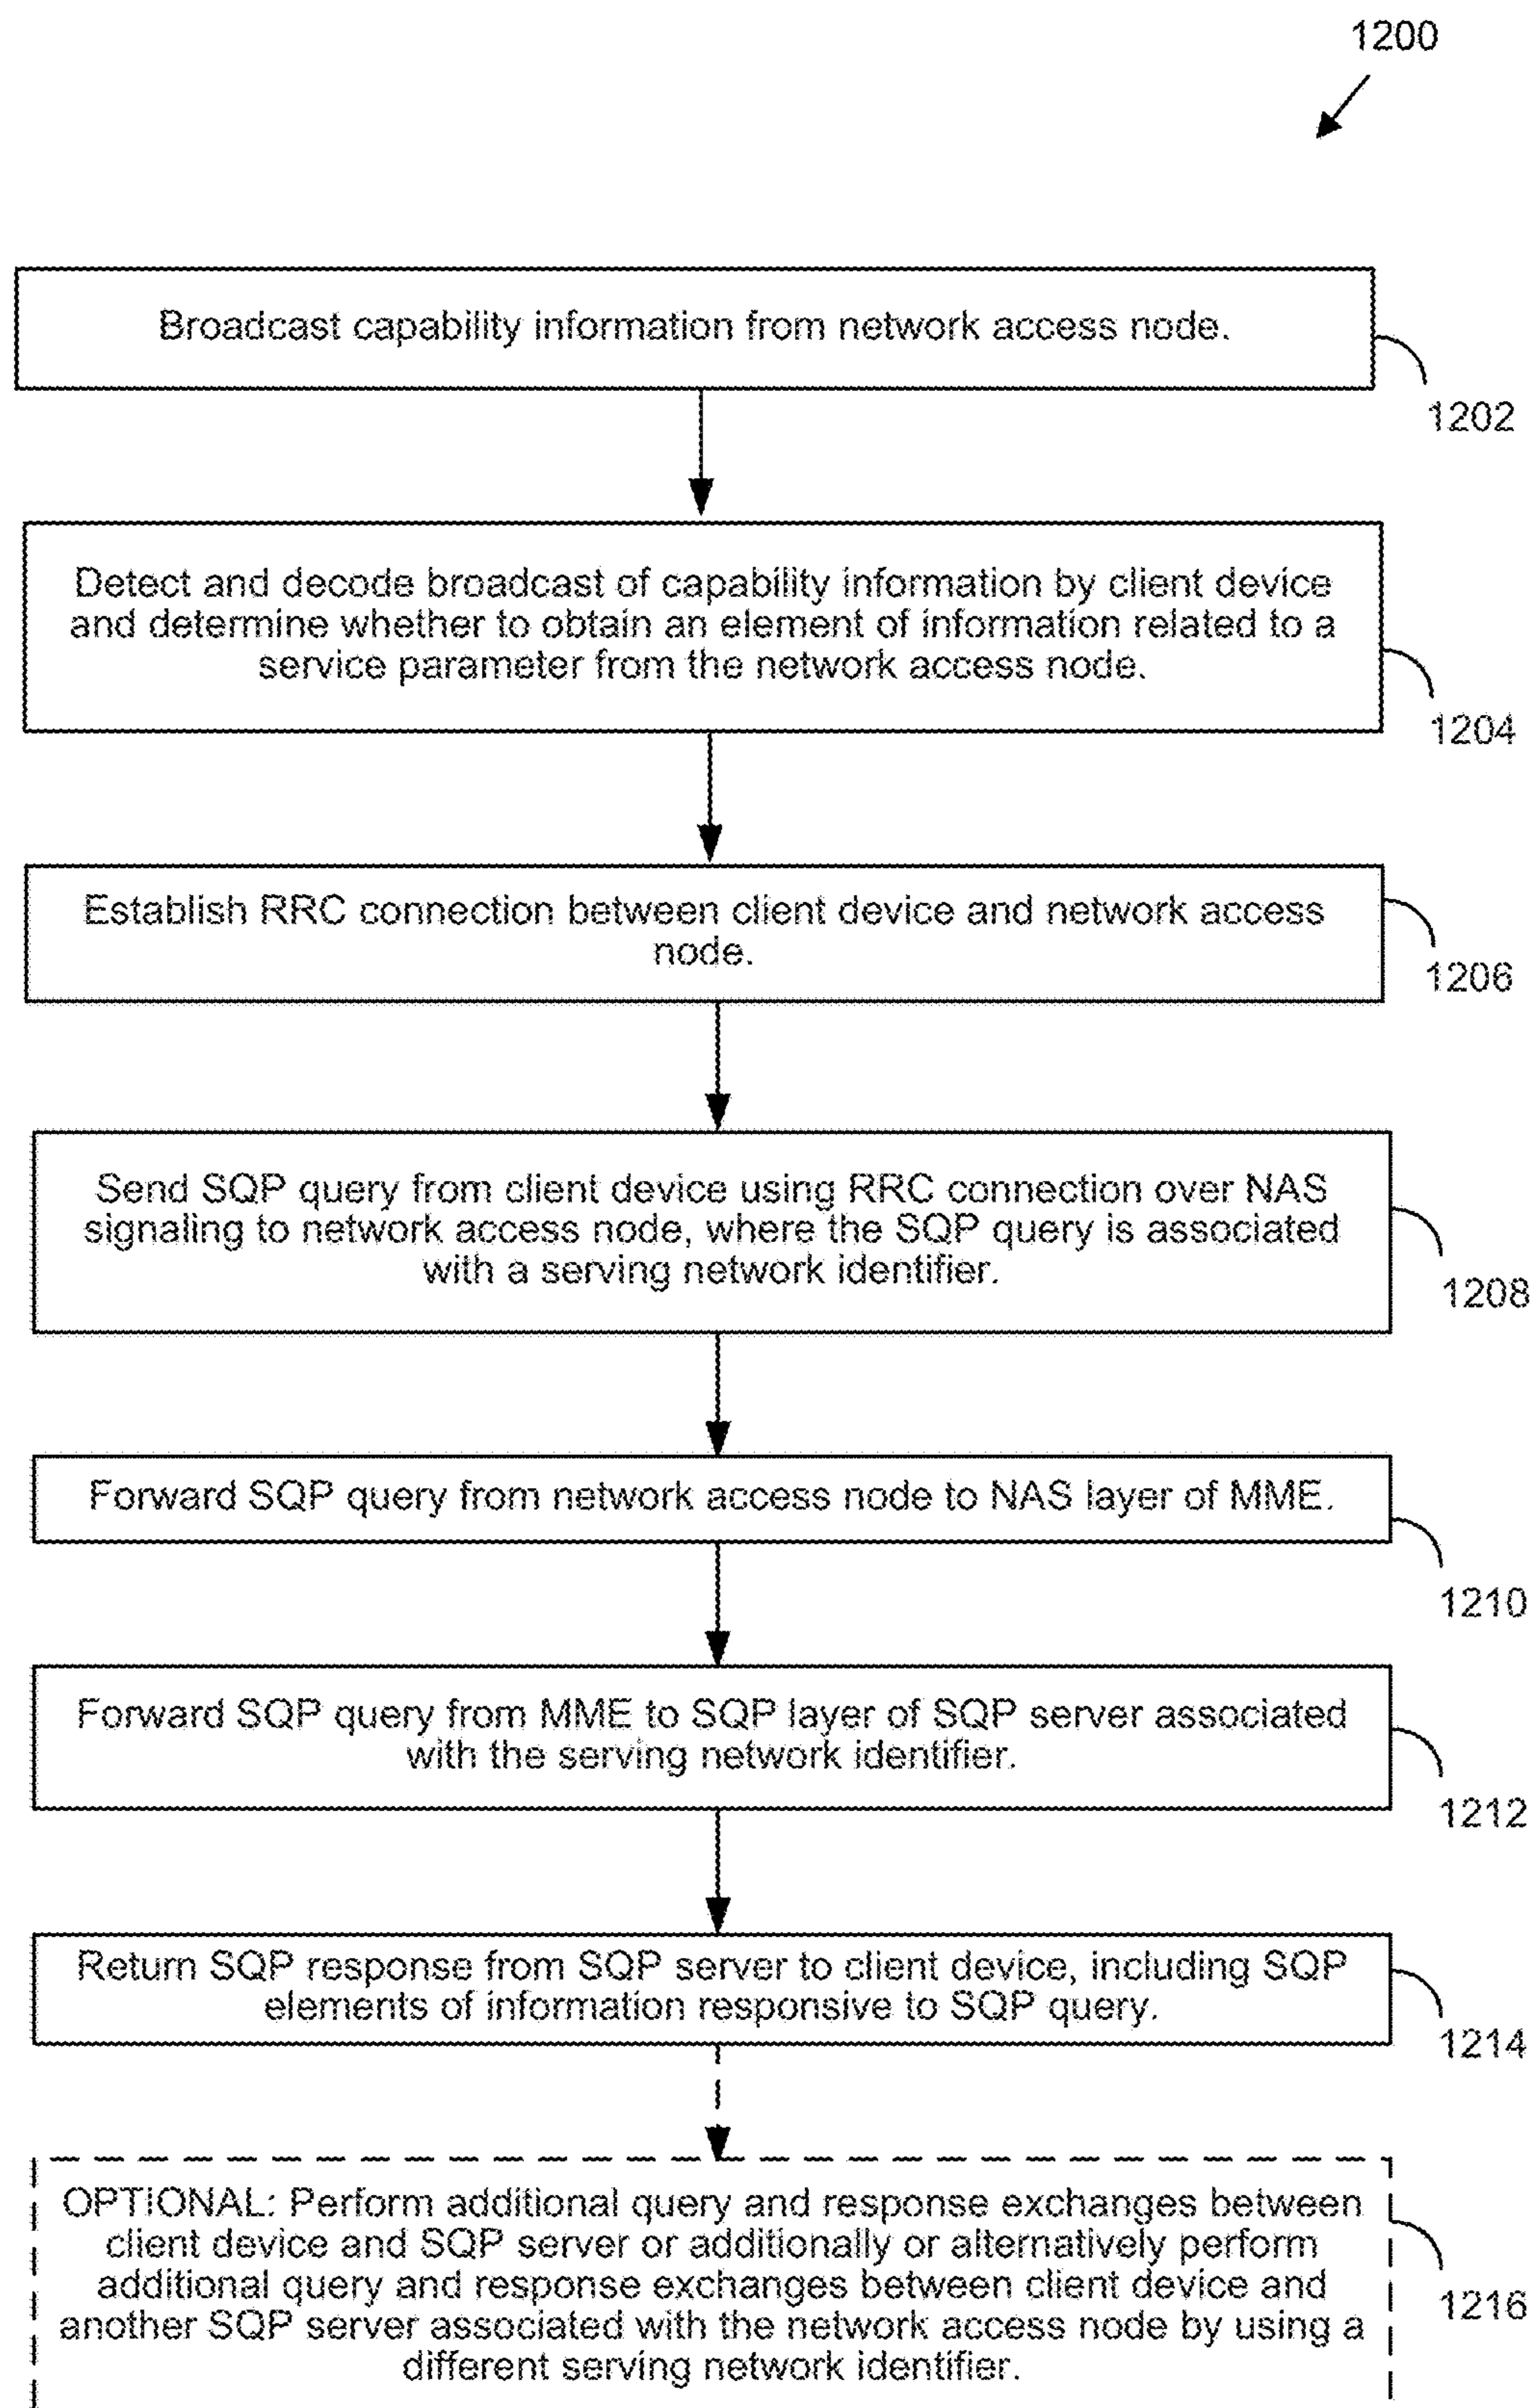 1200
Broadcast capability information from network access node.
1202
Detect and decode broadcast of capability information by client device
and determine whether to obtain an element of information related to a
service parameter from the network access node.
1204
Establish RRC connection between client device and network access
node.
1206
Send SQP query from client device using RRC connection over NAS
signaling to network access node, where the SQP query is associated
with a serving network identifier.
1208
Forward SQP query from network access node to NAS layer of MME.
1210
Forward SQP query from MME to SQP layer of SQP server associated
with the serving network identifier.
1212
Return SQP response from SQP server to client device, including SQP
elements of information responsive to SQP query.
1214
OPTIONAL: Perform additional query and response exchanges between
client device and SQP server or additionally or alternatively perform
additional query and response exchanges between client device and
another SQP server associated with the network access node by using a
different serving network identifier.
1216